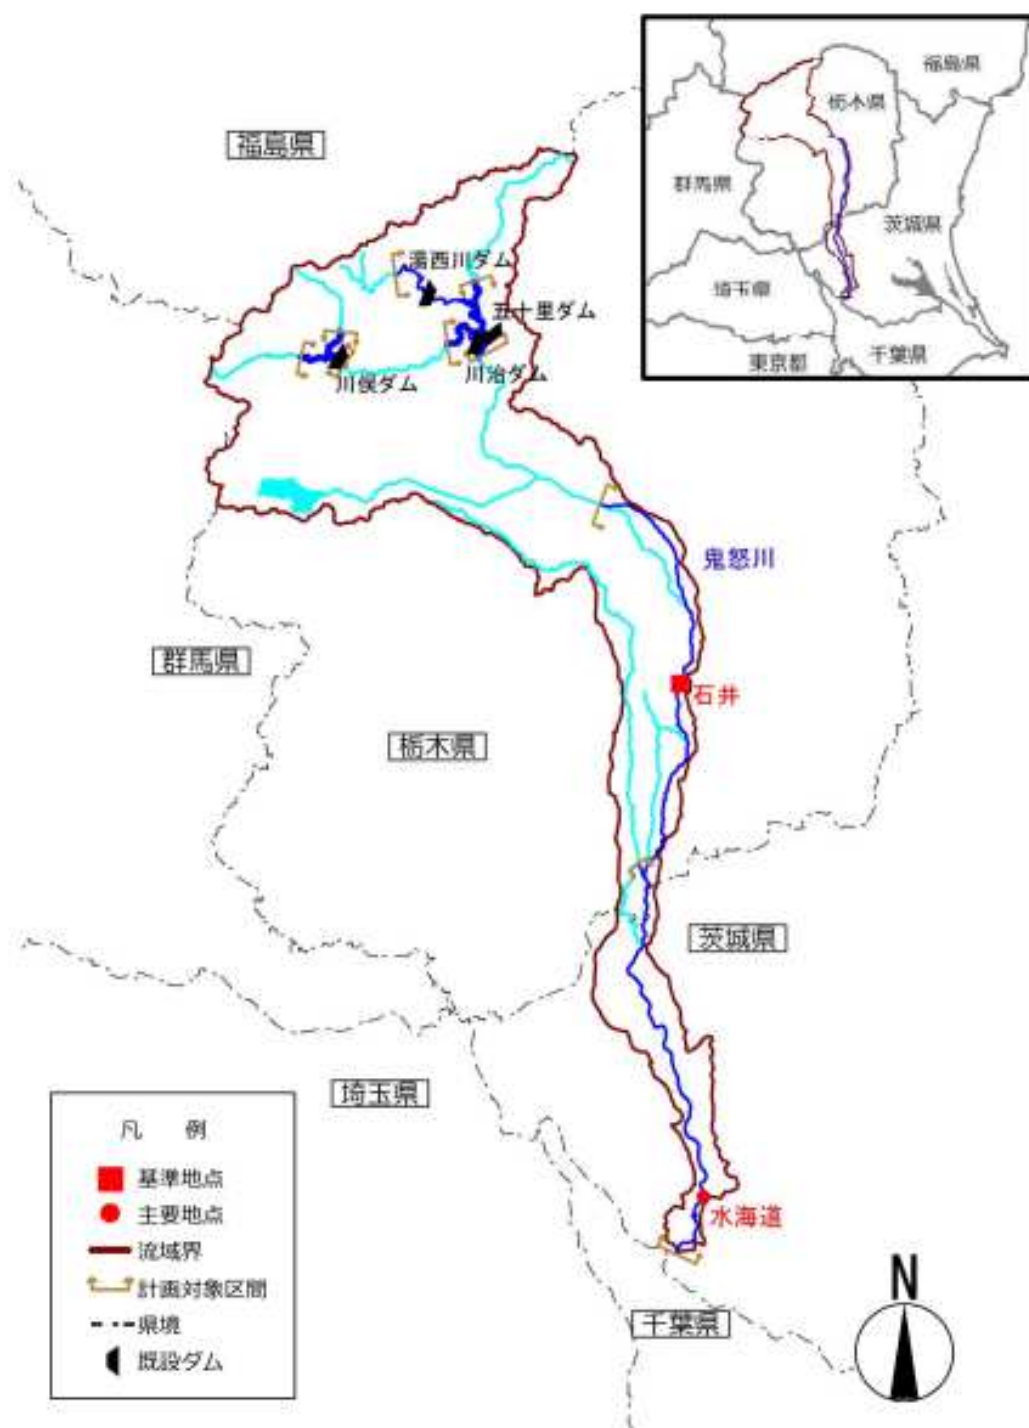 福島県
湯西川ダム
五十里ダム
川俣ダム
川治ダム
鬼怒川
群馬県
石井
栃木県
茨城県
埼玉県
水海道
千葉県
福島県
栃木県
群馬県
茨城県
埼玉県
東京都
千葉県
凡 例
基準地点
主要地点
流域界
計画対象区間
県境
既設ダム
N